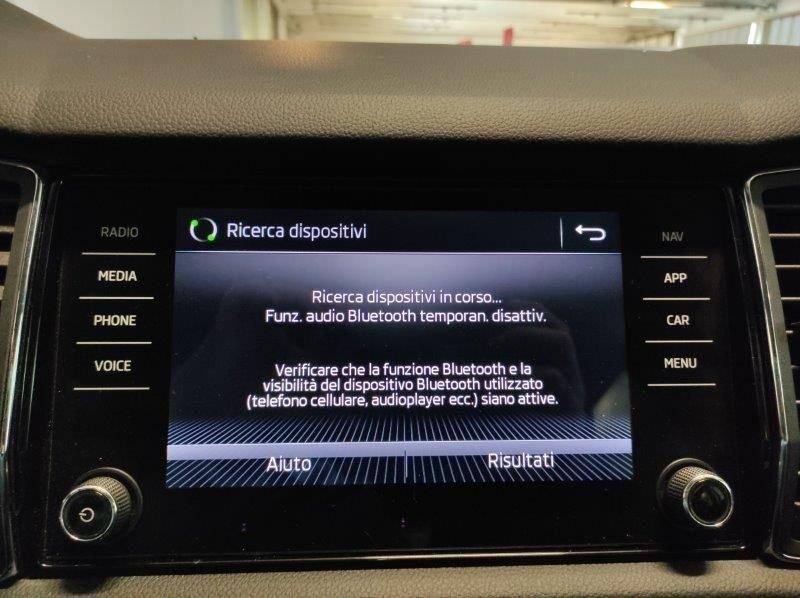 Ricerca dispositivi
RADIO
MEDIA
PHONE
VOICE
Ricerca dispositivi in corso...
Funz. audio Bluetooth temporan. disattiv.
Verificare che la funzione Bluetooth e la
visibilità del dispositivo Bluetooth utilizzato
(telefono cellulare, audioplayer ecc.) siano attive.
Aiuto
Risultati
NAV
APP
CAR
MENU